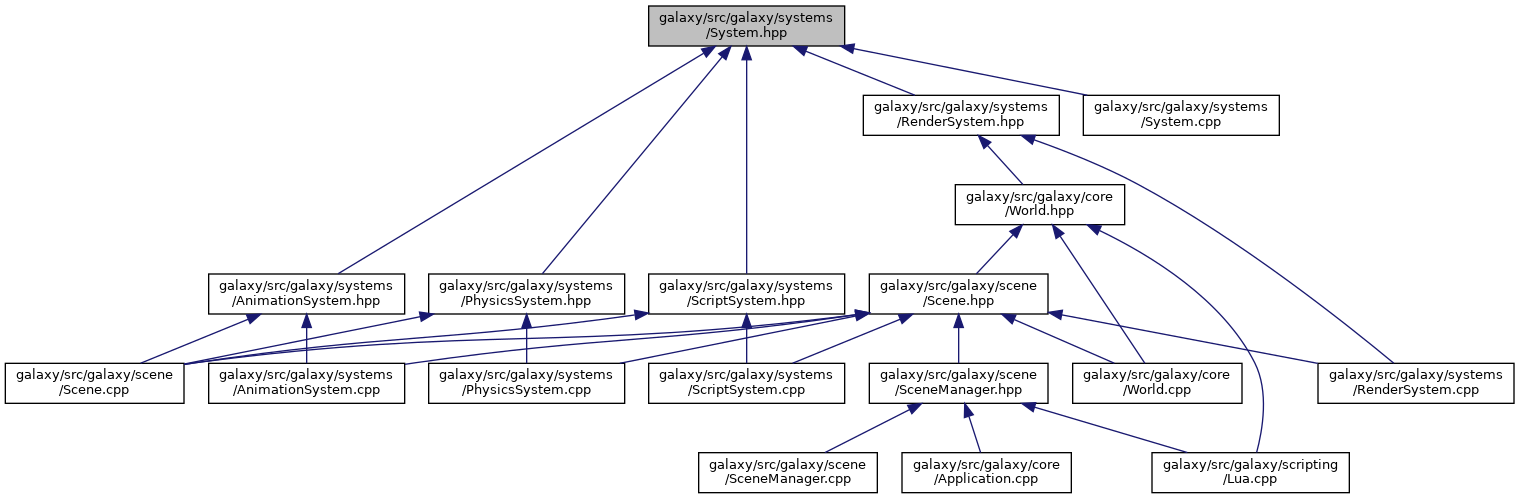 galaxy/src/galaxy/systems
/System.hpp
galaxy/src/galaxy/systems
/RenderSystem.hpp
galaxy/src/galaxy/systems
/System.cpp
galaxy/src/galaxy/core
/World.hpp
galaxy/src/galaxy/systems
/AnimationSystem.hpp
galaxy/src/galaxy/systems
/PhysicsSystem.hpp
galaxy/src/galaxy/systems
/ScriptSystem.hpp
galaxy/src/galaxy/scene
/Scene.hpp
galaxy/src/galaxy/scene
/Scene.cpp
galaxy/src/galaxy/systems
/AnimationSystem.cpp
galaxy/src/galaxy/systems
/PhysicsSystem.cpp
galaxy/src/galaxy/systems
/ScriptSystem.cpp
galaxy/src/galaxy/scene
/SceneManager.hpp
galaxy/src/galaxy/core
/World.cpp
galaxy/src/galaxy/systems
/RenderSystem.cpp
galaxy/src/galaxy/scene
/SceneManager.cpp
galaxy/src/galaxy/core
/Application.cpp
galaxy/src/galaxy/scripting
/Lua.cpp